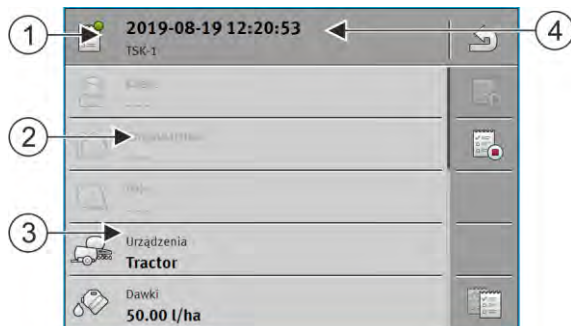 1
2019-08-19 12:20:53
4
TSK-1
2
3
Urządzenia
Tractor
Dawki
50.00 l/ha